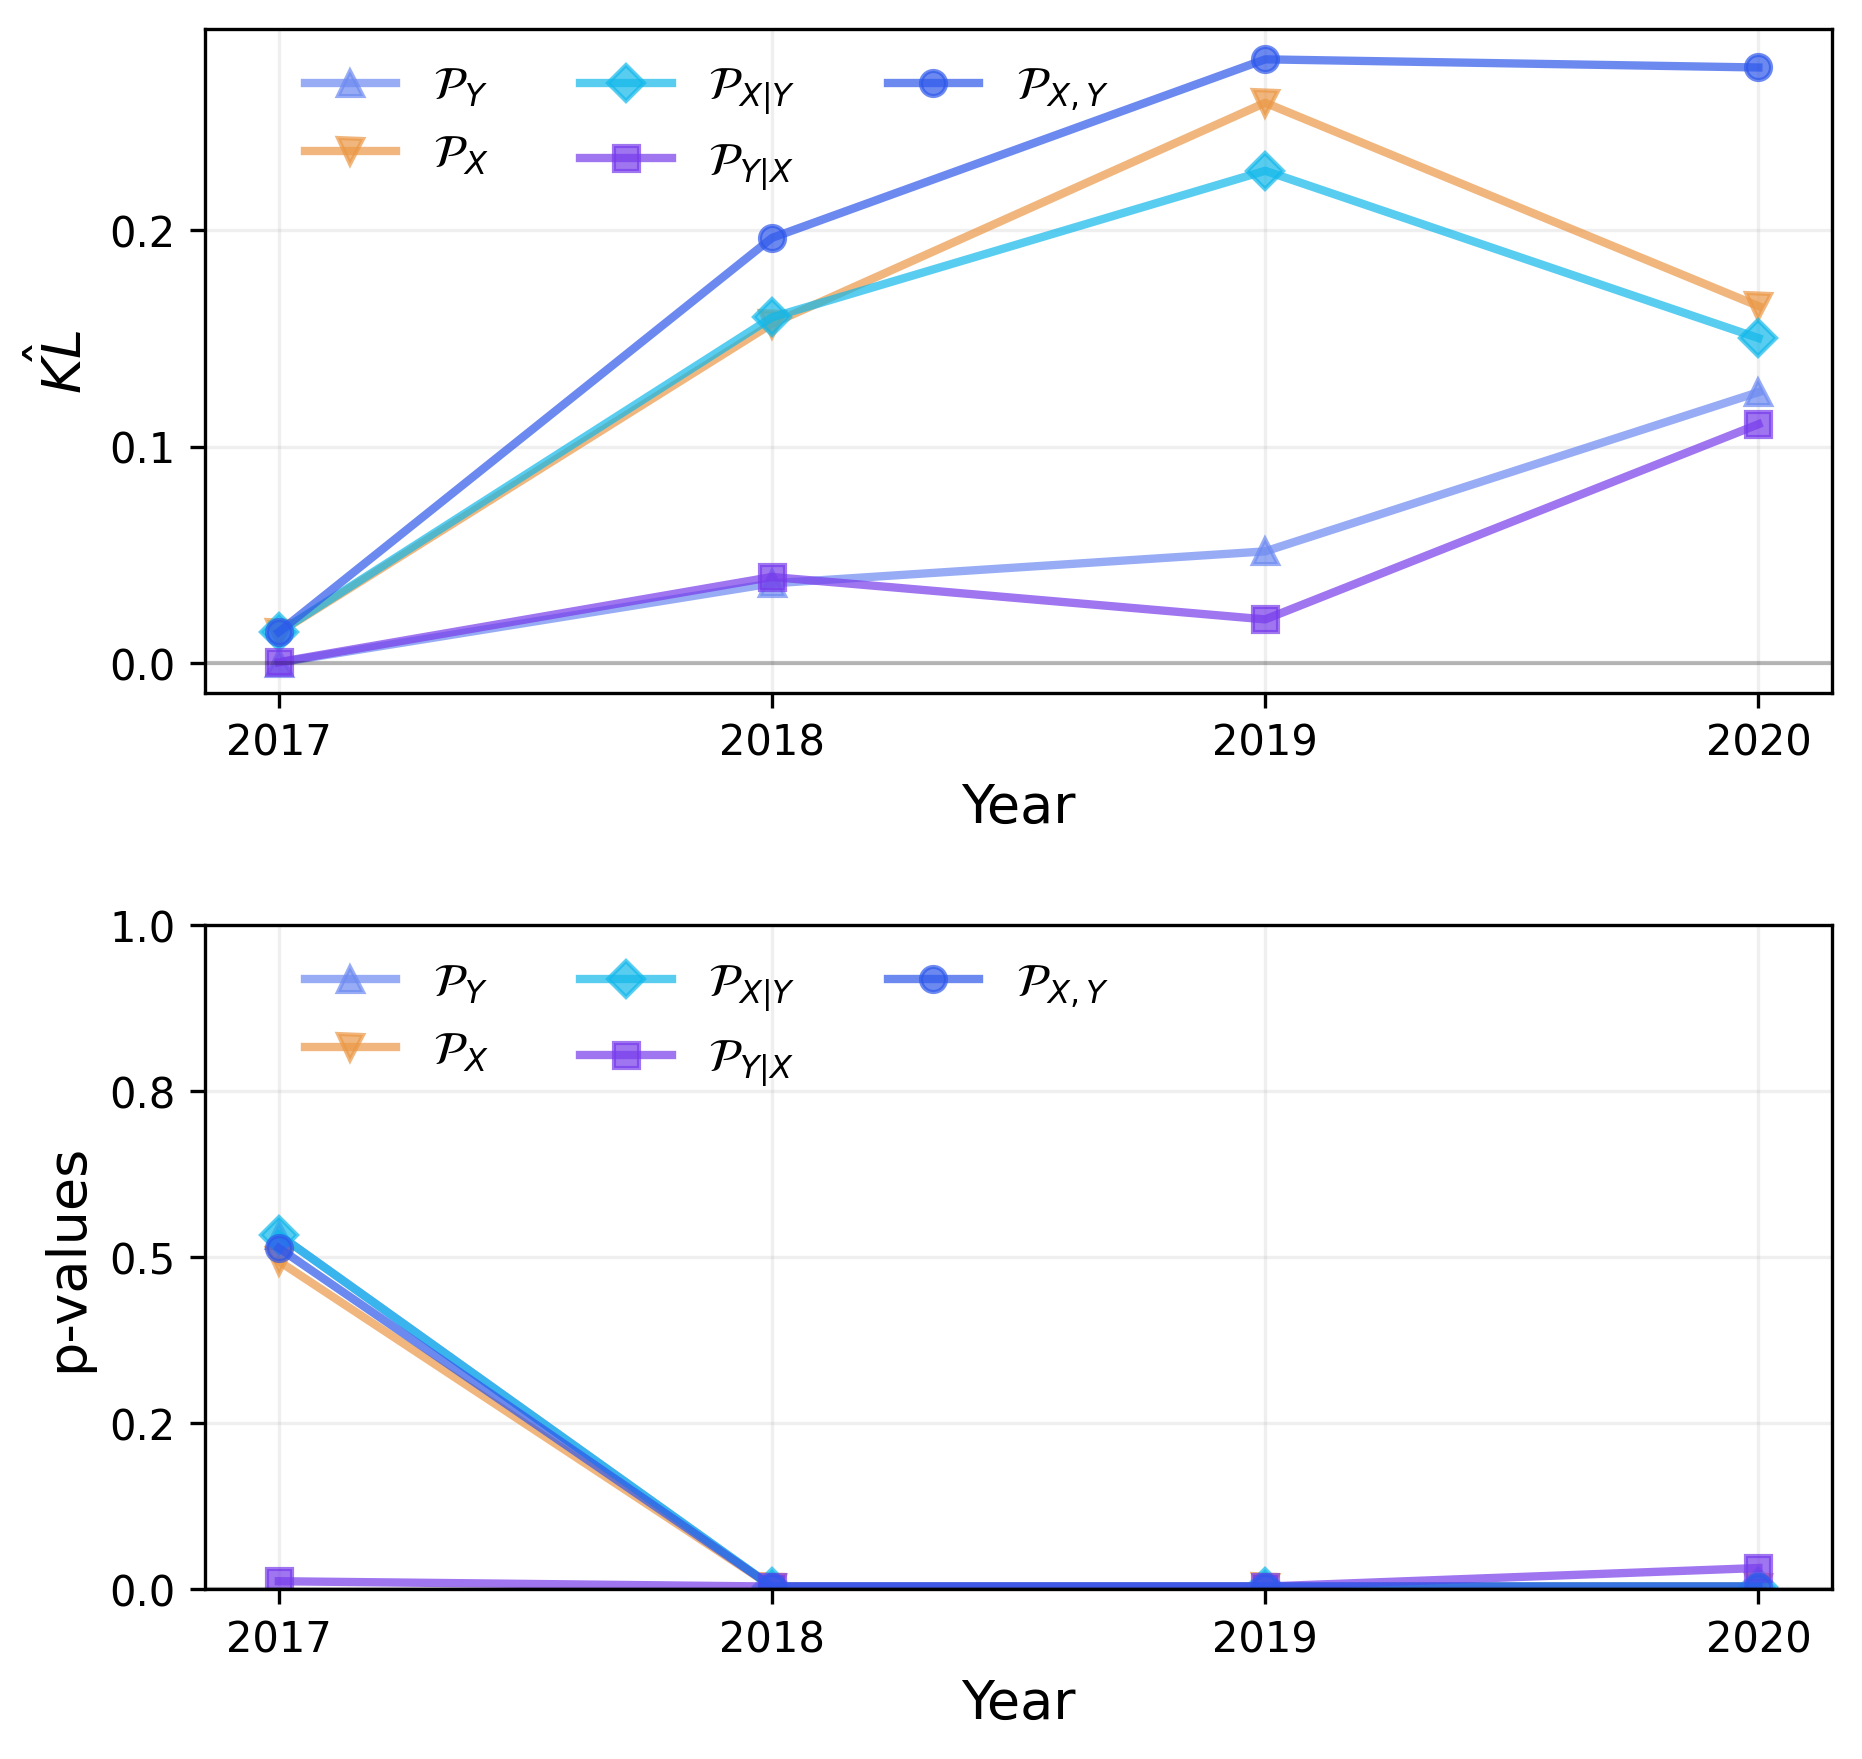 𝒫_Y 𝒫_{X|Y} 𝒫_{X,Y}
𝒫_X 𝒫_{Y|X}
0.2
0.1
0.0
K̂L
2017 2018 2019 2020
Year
𝒫_Y 𝒫_{X|Y} 𝒫_{X,Y}
𝒫_X 𝒫_{Y|X}
1.0
0.8
0.5
0.2
0.0
p-values
2017 2018 2019 2020
Year